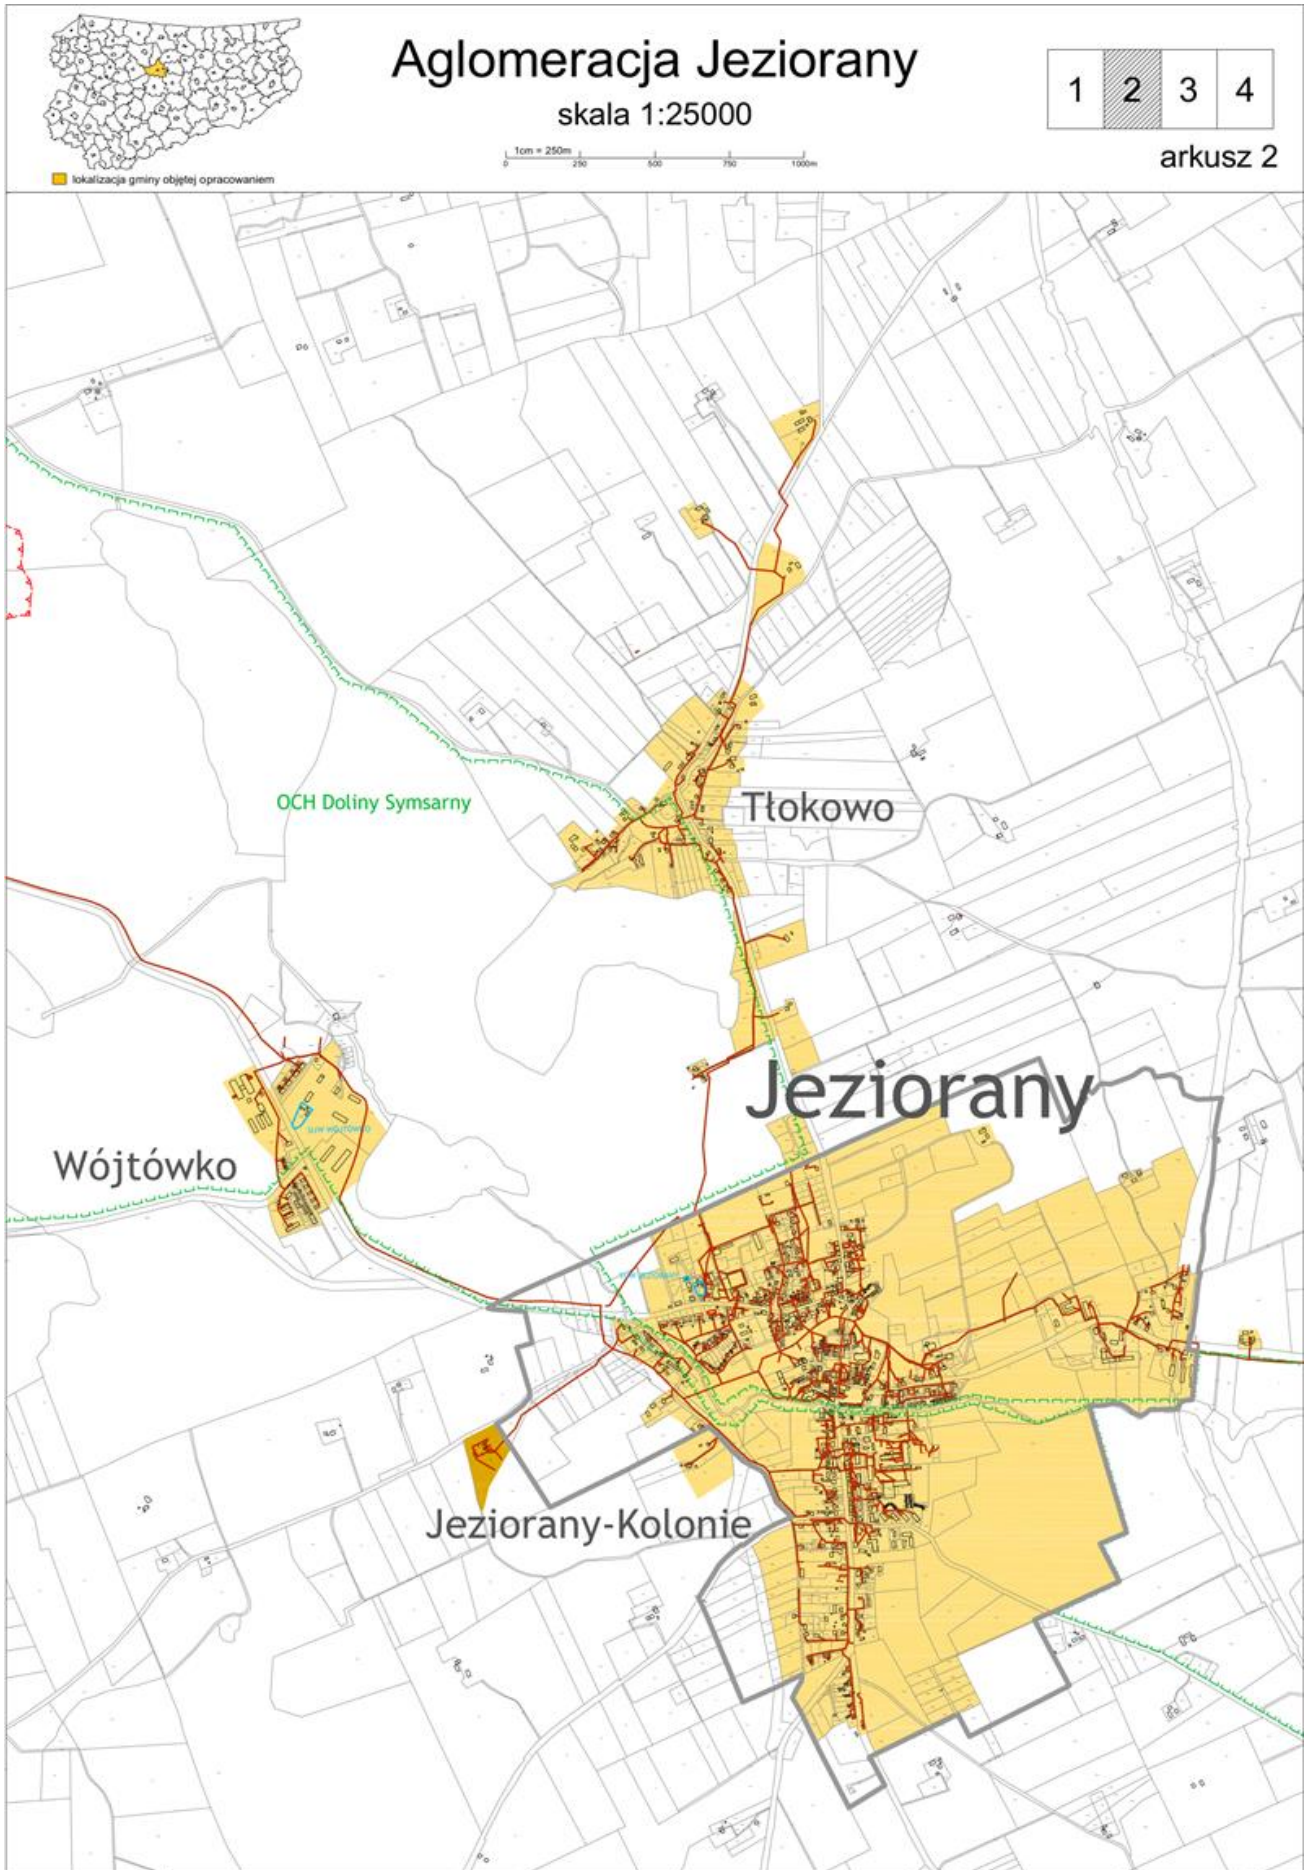 Aglomeracja Jeziorany
skala 1:25000
1cm = 250m
0 250 500 750 1000m
1 2 3 4
arkusz 2
lokalizacja gminy objętej opracowaniem
OCH Doliny Symsarny
Tłokowo
Jeziorany
Wójtówko
Jeziorany-Kolonie